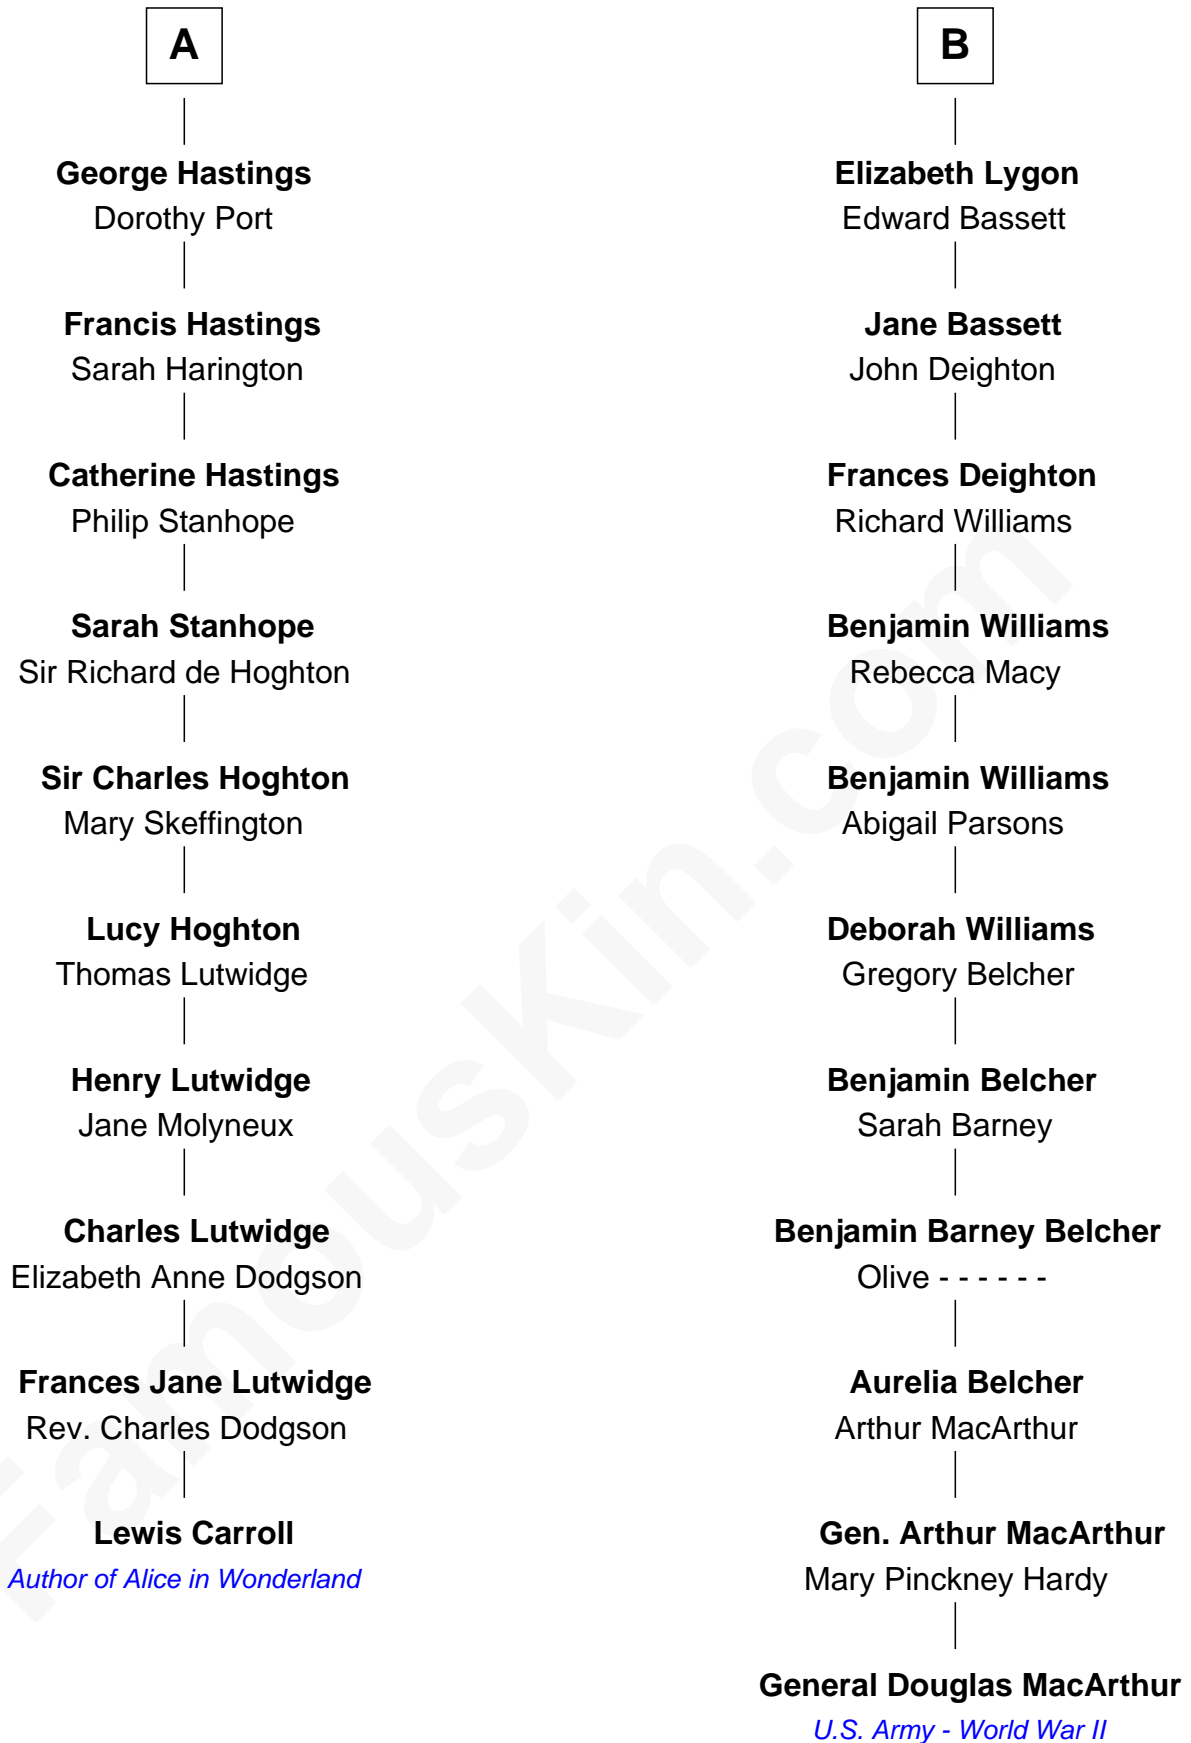 A
George Hastings
Dorothy Port
Francis Hastings
Sarah Harington
Catherine Hastings
Philip Stanhope
Sarah Stanhope
Sir Richard de Hoghton
Sir Charles Hoghton
Mary Skeffington
Lucy Hoghton
Thomas Lutwidge
Henry Lutwidge
Jane Molyneux
Charles Lutwidge
Elizabeth Anne Dodgson
Frances Jane Lutwidge
Rev. Charles Dodgson
Lewis Carroll
Author of Alice in Wonderland
B
Elizabeth Lygon
Edward Bassett
Jane Bassett
John Deighton
Frances Deighton
Richard Williams
Benjamin Williams
Rebecca Macy
Benjamin Williams
Abigail Parsons
Deborah Williams
Gregory Belcher
Benjamin Belcher
Sarah Barney
Benjamin Barney Belcher
Olive - - - - - -
Aurelia Belcher
Arthur MacArthur
Gen. Arthur MacArthur
Mary Pinckney Hardy
General Douglas MacArthur
U.S. Army - World War II
FamousKin.com